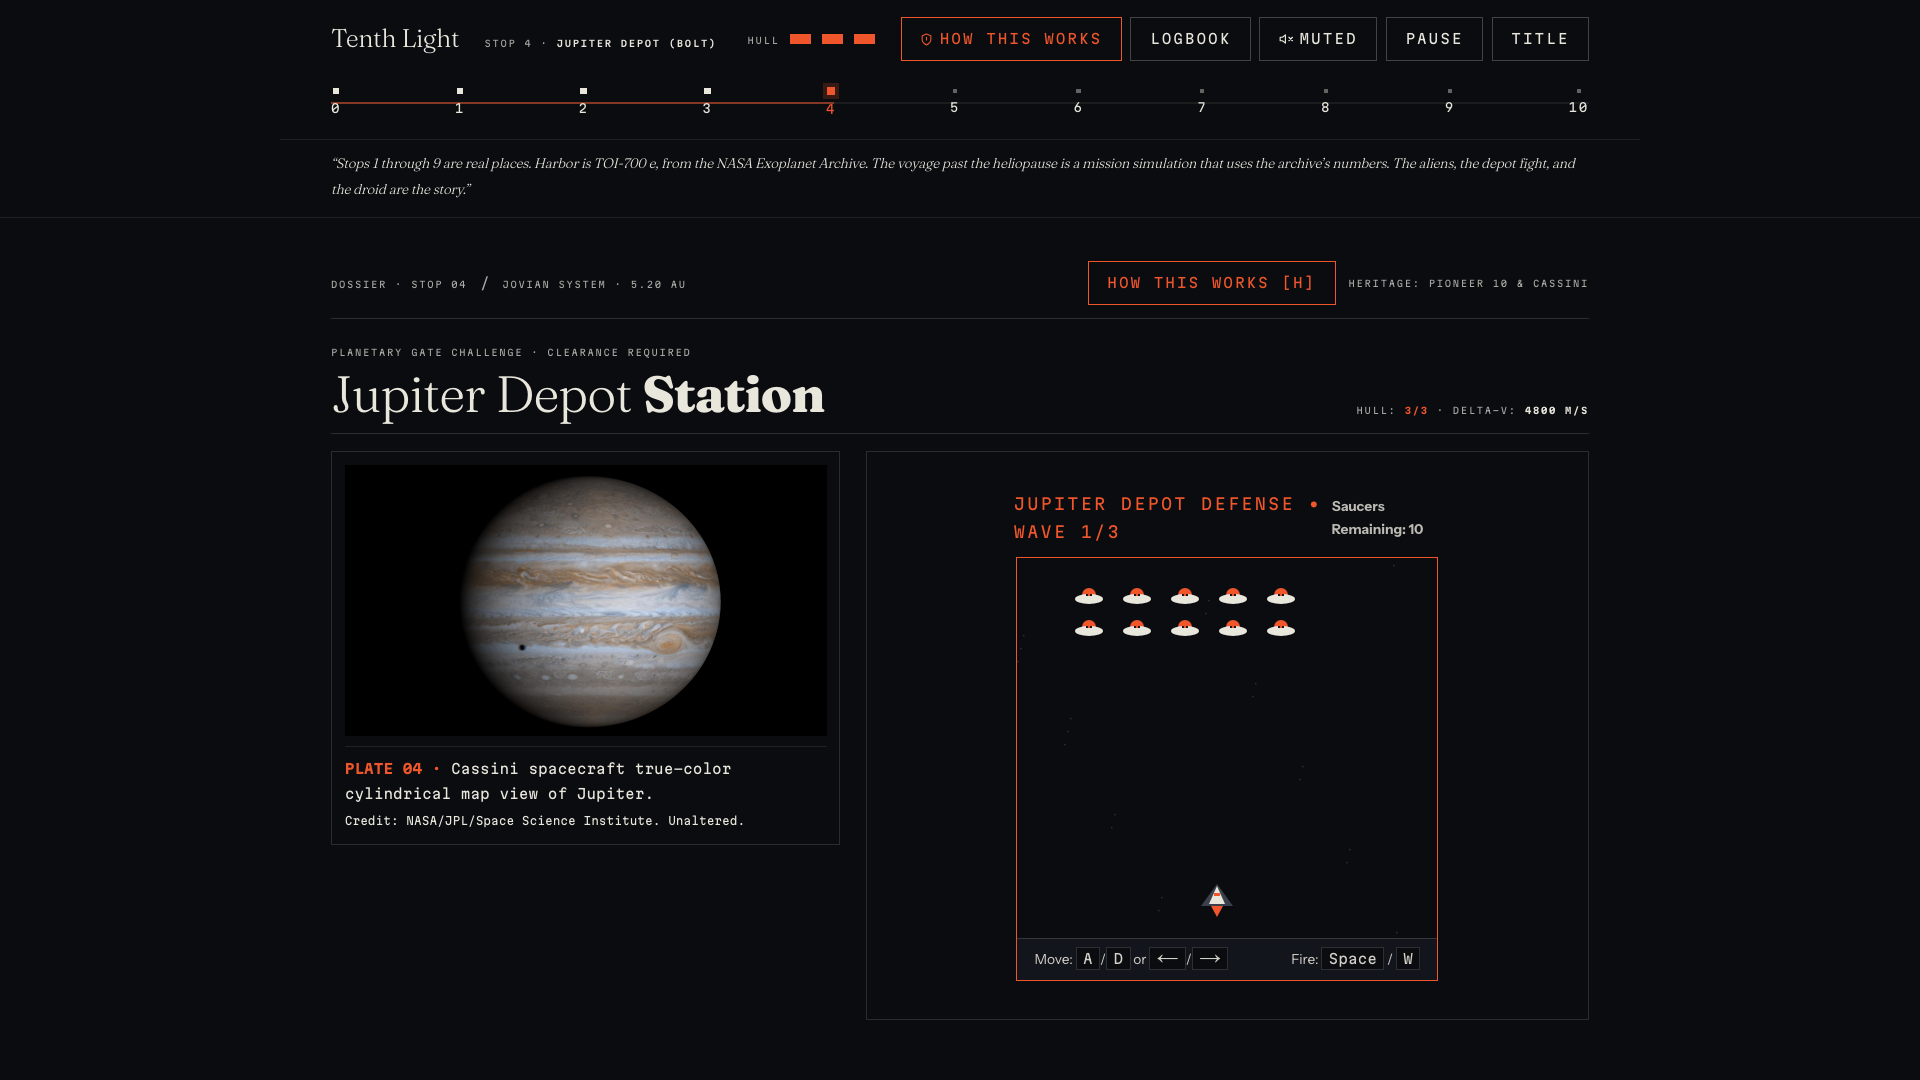 Tenth Light
STOP 4 · JUPITER DEPOT (BOLT)
HULL
HOW THIS WORKS
LOGBOOK
MUTED
PAUSE
TITLE
0 1 2 3 4 5 6 7 8 9 10
“Stops 1 through 9 are real places. Harbor is TOI-700 e, from the NASA Exoplanet Archive. The voyage past the heliopause is a mission simulation that uses the archive’s numbers. The aliens, the depot fight, and
the droid are the story.”
DOSSIER · STOP 04 / JOVIAN SYSTEM · 5.20 AU
HOW THIS WORKS [H]
HERITAGE: PIONEER 10 & CASSINI
PLANETARY GATE CHALLENGE · CLEARANCE REQUIRED
Jupiter Depot Station
HULL: 3/3 · DELTA-V: 4800 M/S
PLATE 04 · Cassini spacecraft true-color
cylindrical map view of Jupiter.
Credit: NASA/JPL/Space Science Institute. Unaltered.
JUPITER DEPOT DEFENSE •
WAVE 1/3
Saucers
Remaining: 10
Move: A / D or ← / →
Fire: Space / W